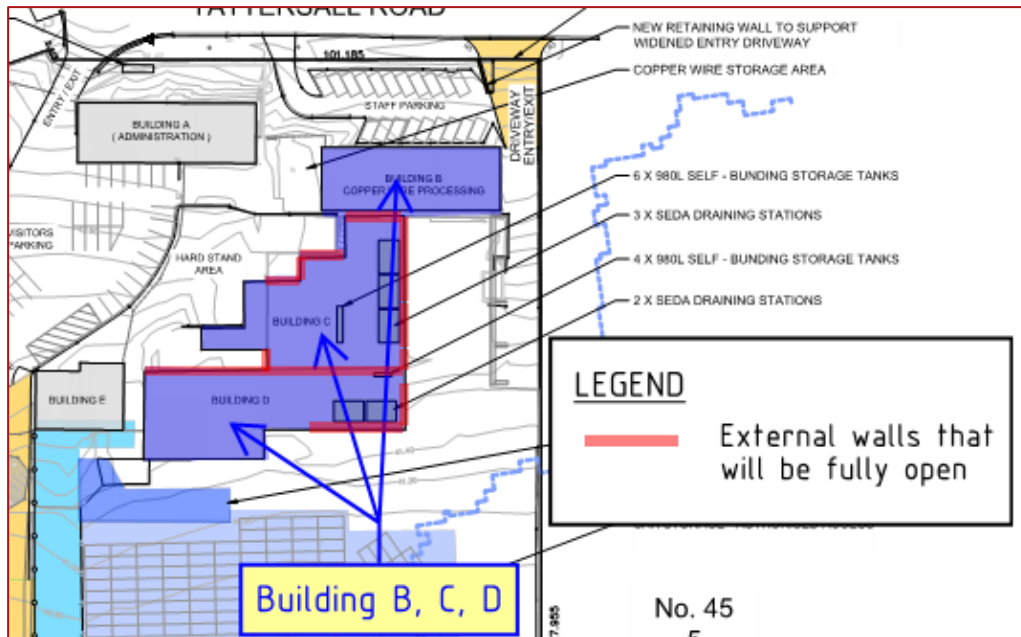 TATTERSALL ROAD
NEW RETAINING WALL TO SUPPORT
WIDENED ENTRY DRIVEWAY
101.185
COPPER WIRE STORAGE AREA
ENTRY / EXIT
STAFF PARKING
BUILDING A
( ADMINISTRATION )
DRIVEWAY
ENTRY/EXIT
BUILDING B
COPPER WIRE PROCESSING
6 X 980L SELF - BUNDING STORAGE TANKS
3 X SEDA DRAINING STATIONS
VISITORS
PARKING
HARD STAND
AREA
4 X 980L SELF - BUNDING STORAGE TANKS
2 X SEDA DRAINING STATIONS
BUILDING C
BUILDING E
BUILDING D
LEGEND
External walls that
will be fully open
Building B, C, D
No. 45
7.955